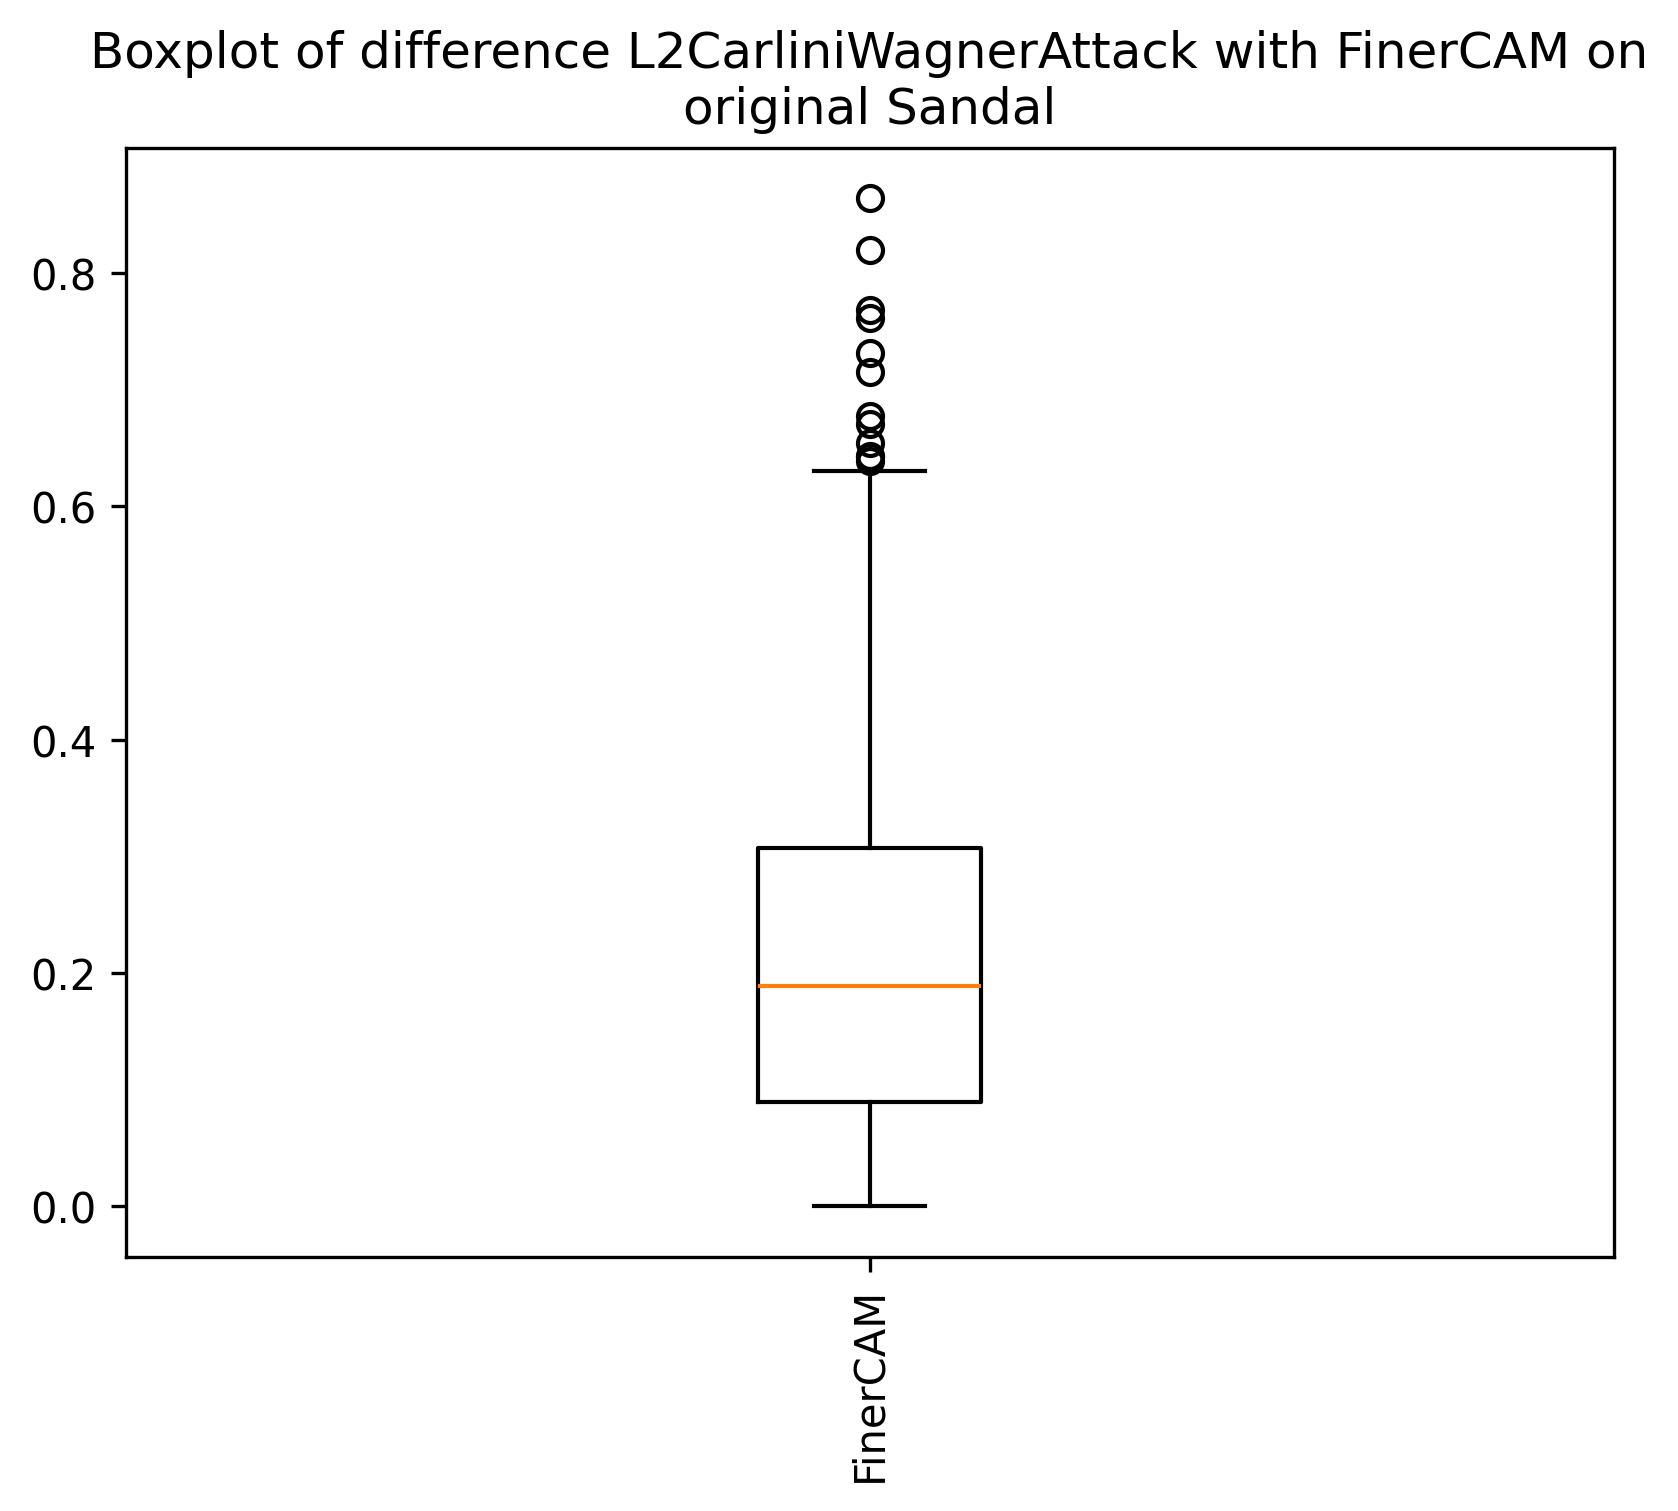 Boxplot of difference L2CarliniWagnerAttack with FinerCAM on
original Sandal
0.8
0.6
0.4
0.2
0.0
FinerCAM